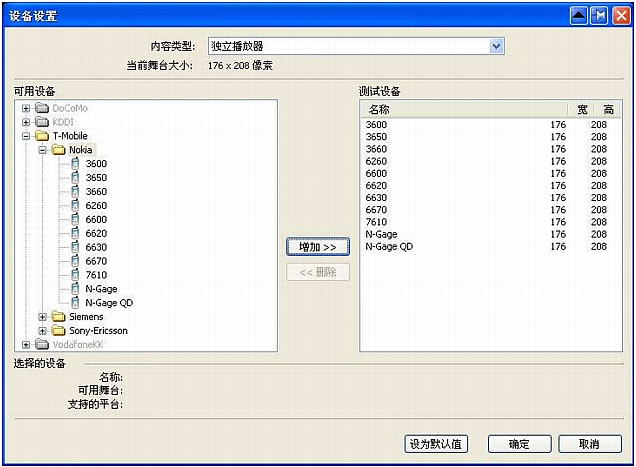 设备设置
内容类型: 独立播放器
当前舞台大小: 176 x 208 像素
可用设备
DoCoMo
KDDI
T-Mobile
Nokia
3600
3650
3660
6260
6600
6620
6630
6670
7610
N-Gage
N-Gage QD
Siemens
Sony-Ericsson
VodafoneKK
增加 >>
<< 删除
测试设备
名称 宽 高
3600 176 208
3650 176 208
3660 176 208
6260 176 208
6600 176 208
6620 176 208
6630 176 208
6670 176 208
7610 176 208
N-Gage 176 208
N-Gage QD 176 208
选择的设备
名称:
可用舞台:
支持的平台:
设为默认值 确定 取消